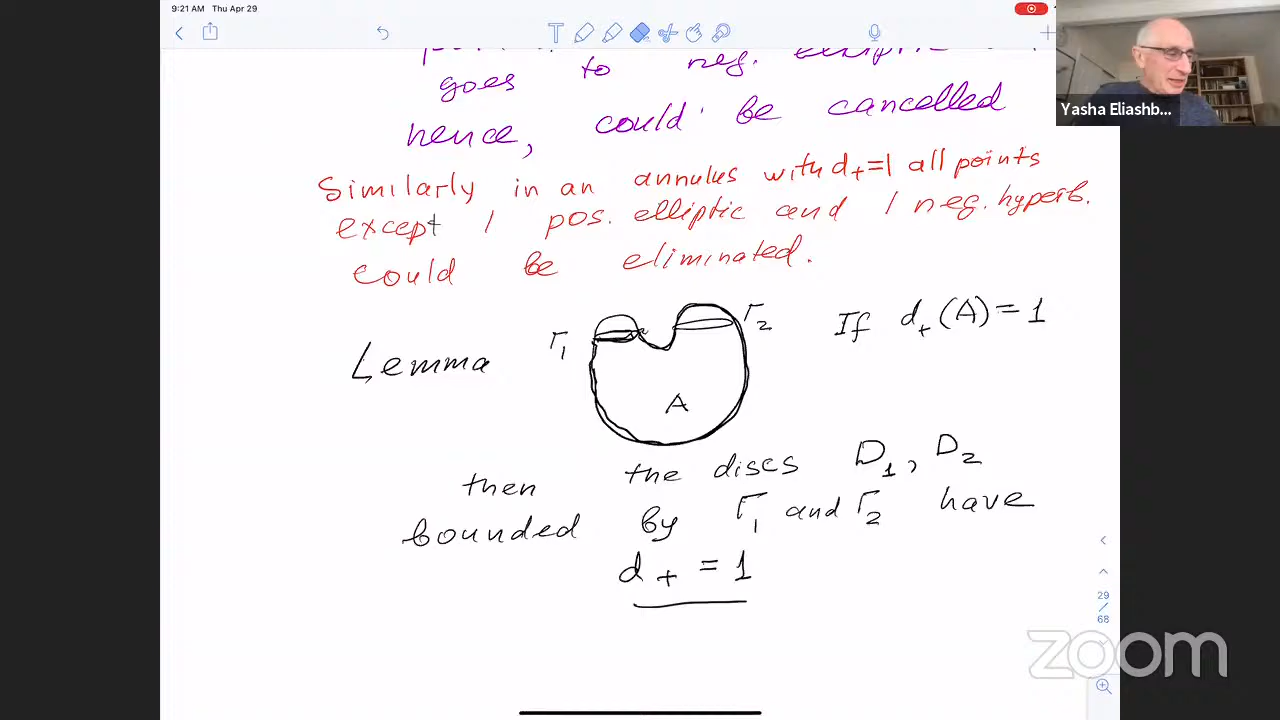 9:21 AM Thu Apr 29
goes to neg.
hence, could be cancelled
Similarly in an annulus with d₊=1 all points
except 1 pos. elliptic and 1 neg. hyperb.
could be eliminated.
Lemma Γ₁ Γ₂ A If d₊(A)=1
then the discs D₁, D₂
bounded by Γ₁ and Γ₂ have
d₊ = 1
Yasha Eliashb...
29
68
zoom